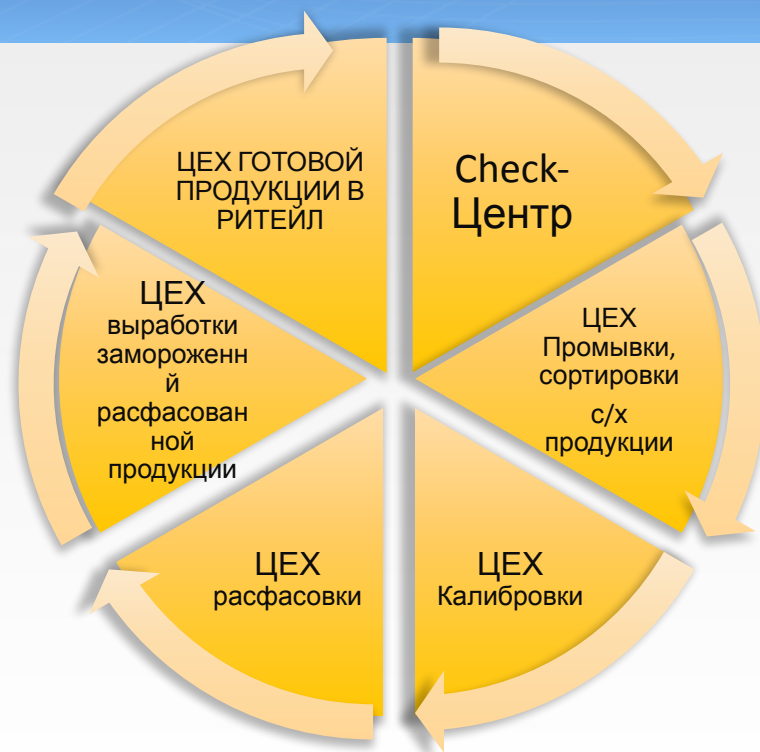 Check-
Центр
ЦЕХ
Промывки,
сортировки
с/х
продукции
ЦЕХ
Калибровки
ЦЕХ
расфасовки
ЦЕХ
выработки
замороженн
й
расфасован
ной
продукции
ЦЕХ ГОТОВОЙ
ПРОДУКЦИИ В
РИТЕЙЛ